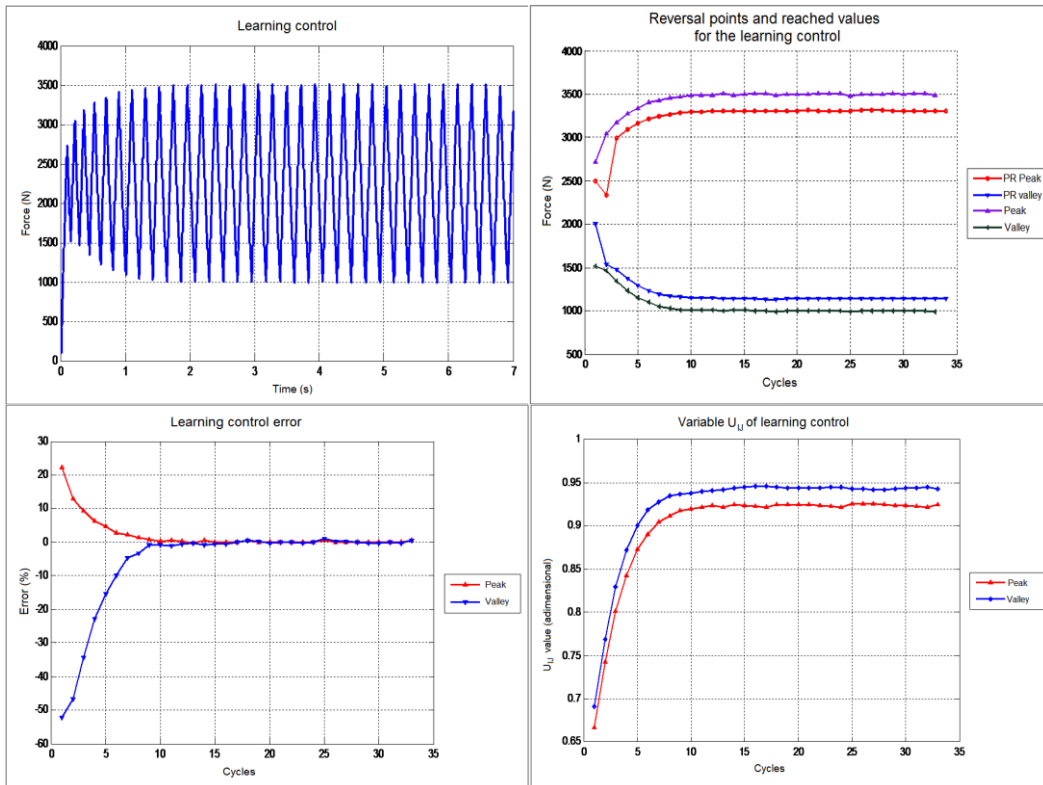 Learning control
4000
3500
3000
2500
2000
1500
1000
500
0
Force (N)
0 1 2 3 4 5 6 7
Time (s)
Reversal points and reached values
for the learning control
4000
3500
3000
2500
2000
1500
1000
500
Force (N)
0 5 10 15 20 25 30 35
Cycles
PR Peak
PR valley
Peak
Valley
Learning control error
30
20
10
0
-10
-20
-30
-40
-50
-60
Error (%)
0 5 10 15 20 25 30 35
Cycles
Peak
Valley
Variable UIJ of learning control
1
0.95
0.9
0.85
0.8
0.75
0.7
0.65
UIJ value (adimensional)
0 5 10 15 20 25 30 35
Cycles
Peak
Valley